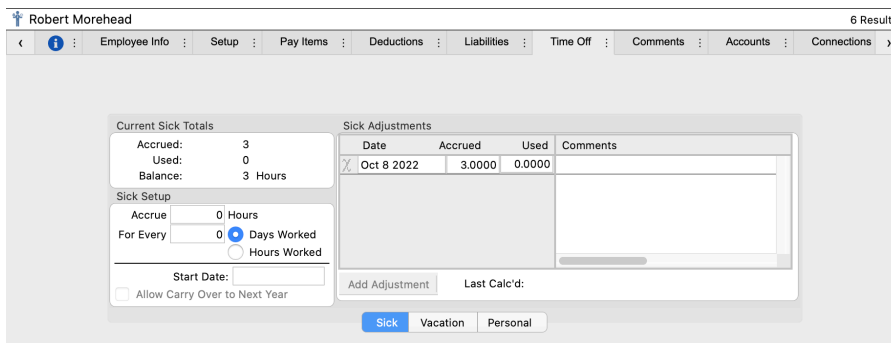 Robert Morehead
6 Result
Employee Info Setup Pay Items Deductions Liabilities Time Off Comments Accounts Connections
Current Sick Totals
Accrued: 3
Used: 0
Balance: 3 Hours
Sick Setup
Accrue 0 Hours
For Every 0 Days Worked
Hours Worked
Start Date:
Allow Carry Over to Next Year
Sick Adjustments
Date Accrued Used Comments
Oct 8 2022 3.0000 0.0000
Add Adjustment Last Calc'd:
Sick Vacation Personal